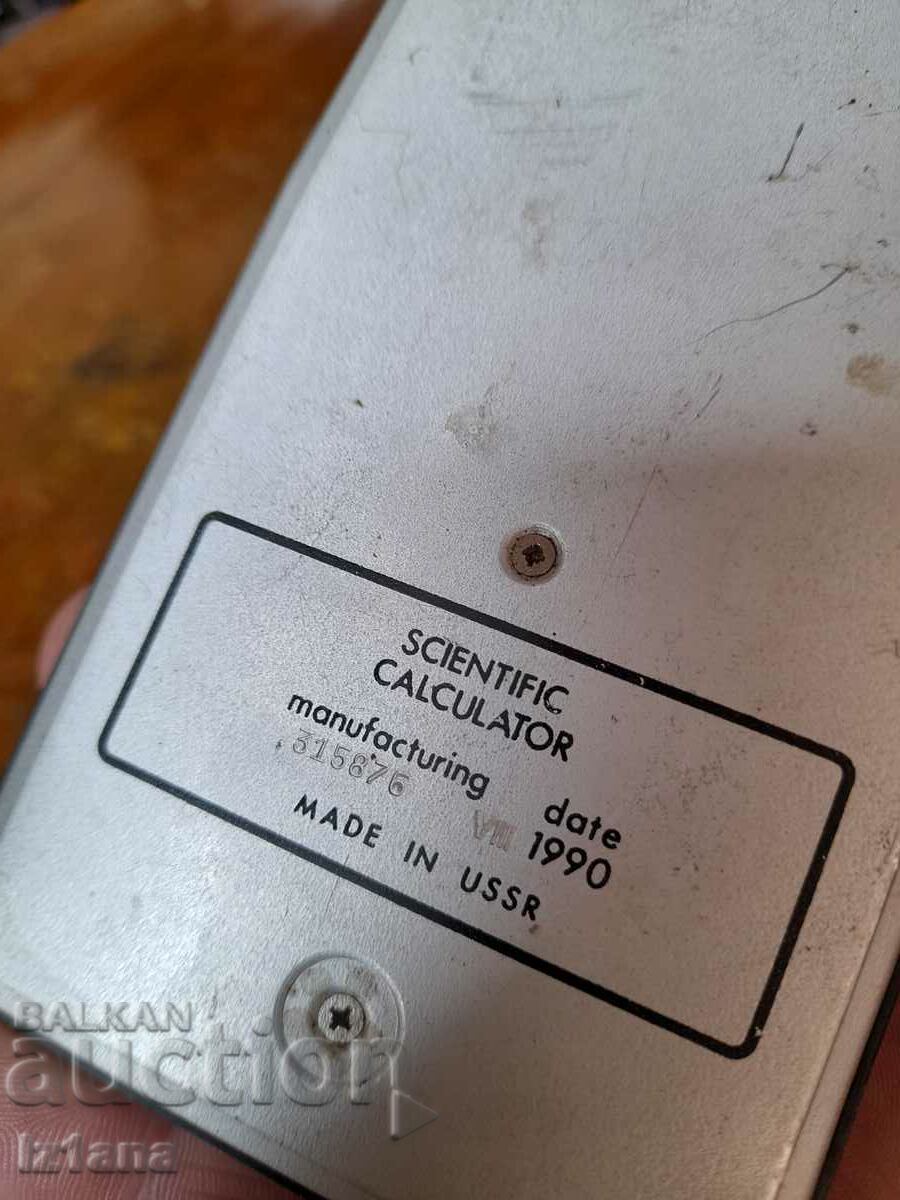 SCIENTIFIC
CALCULATOR
manufacturing date
315876 VIII 1990
MADE IN USSR
BALKAN
auction
Iz1ana